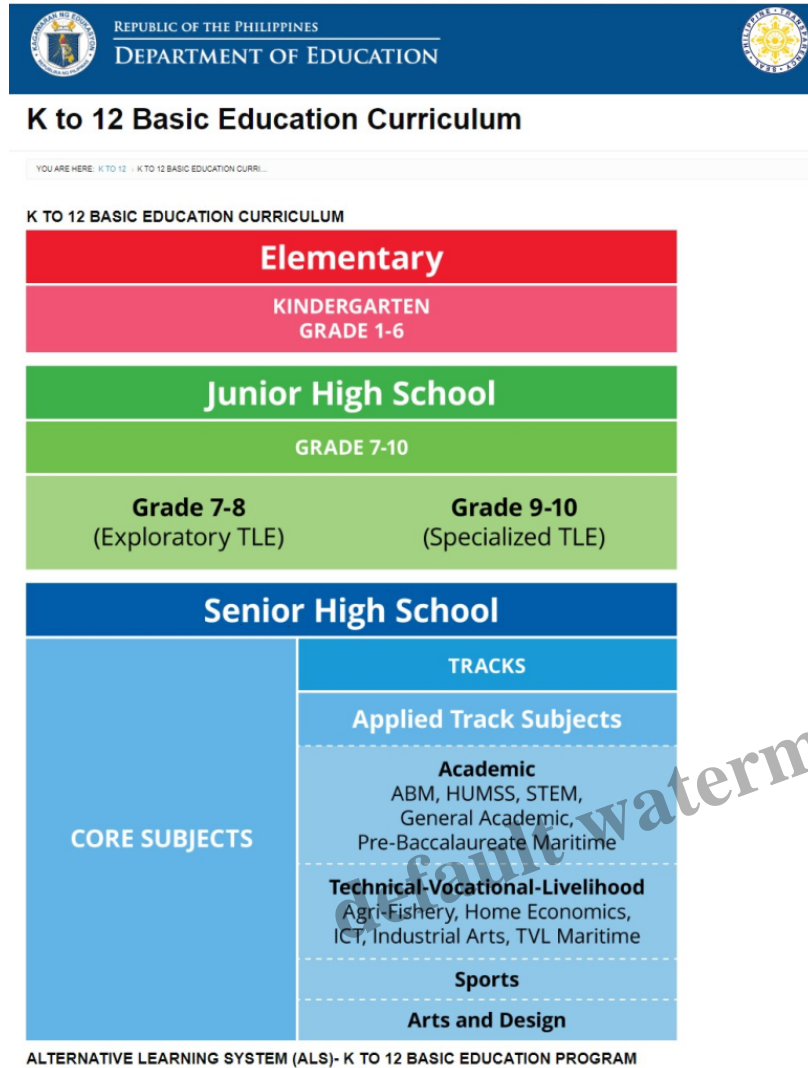 REPUBLIC OF THE PHILIPPINES
DEPARTMENT OF EDUCATION
K to 12 Basic Education Curriculum
YOU ARE HERE: K TO 12 K TO 12 BASIC EDUCATION CURRI...
K TO 12 BASIC EDUCATION CURRICULUM
Elementary
KINDERGARTEN
GRADE 1-6
Junior High School
GRADE 7-10
Grade 7-8
(Exploratory TLE)
Grade 9-10
(Specialized TLE)
Senior High School
CORE SUBJECTS
TRACKS
Applied Track Subjects
Academic
ABM, HUMSS, STEM,
General Academic,
Pre-Baccalaureate Maritime
Technical-Vocational-Livelihood
Agri-Fishery, Home Economics,
ICT, Industrial Arts, TVL Maritime
Sports
Arts and Design
default waterm
ALTERNATIVE LEARNING SYSTEM (ALS)- K TO 12 BASIC EDUCATION PROGRAM